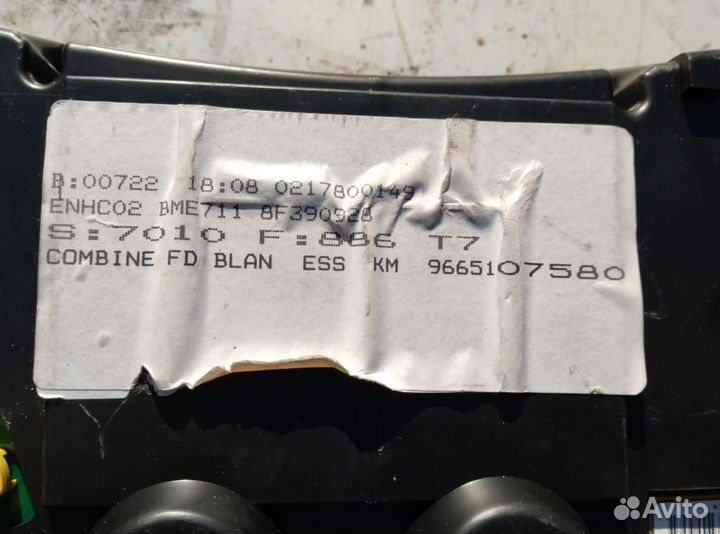 B:00722 18:08 0217800149
ENHC02 BME711 8F390928
S:7010 F:886 T7
COMBINE FD BLAN ESS KM 9665107580
Avito